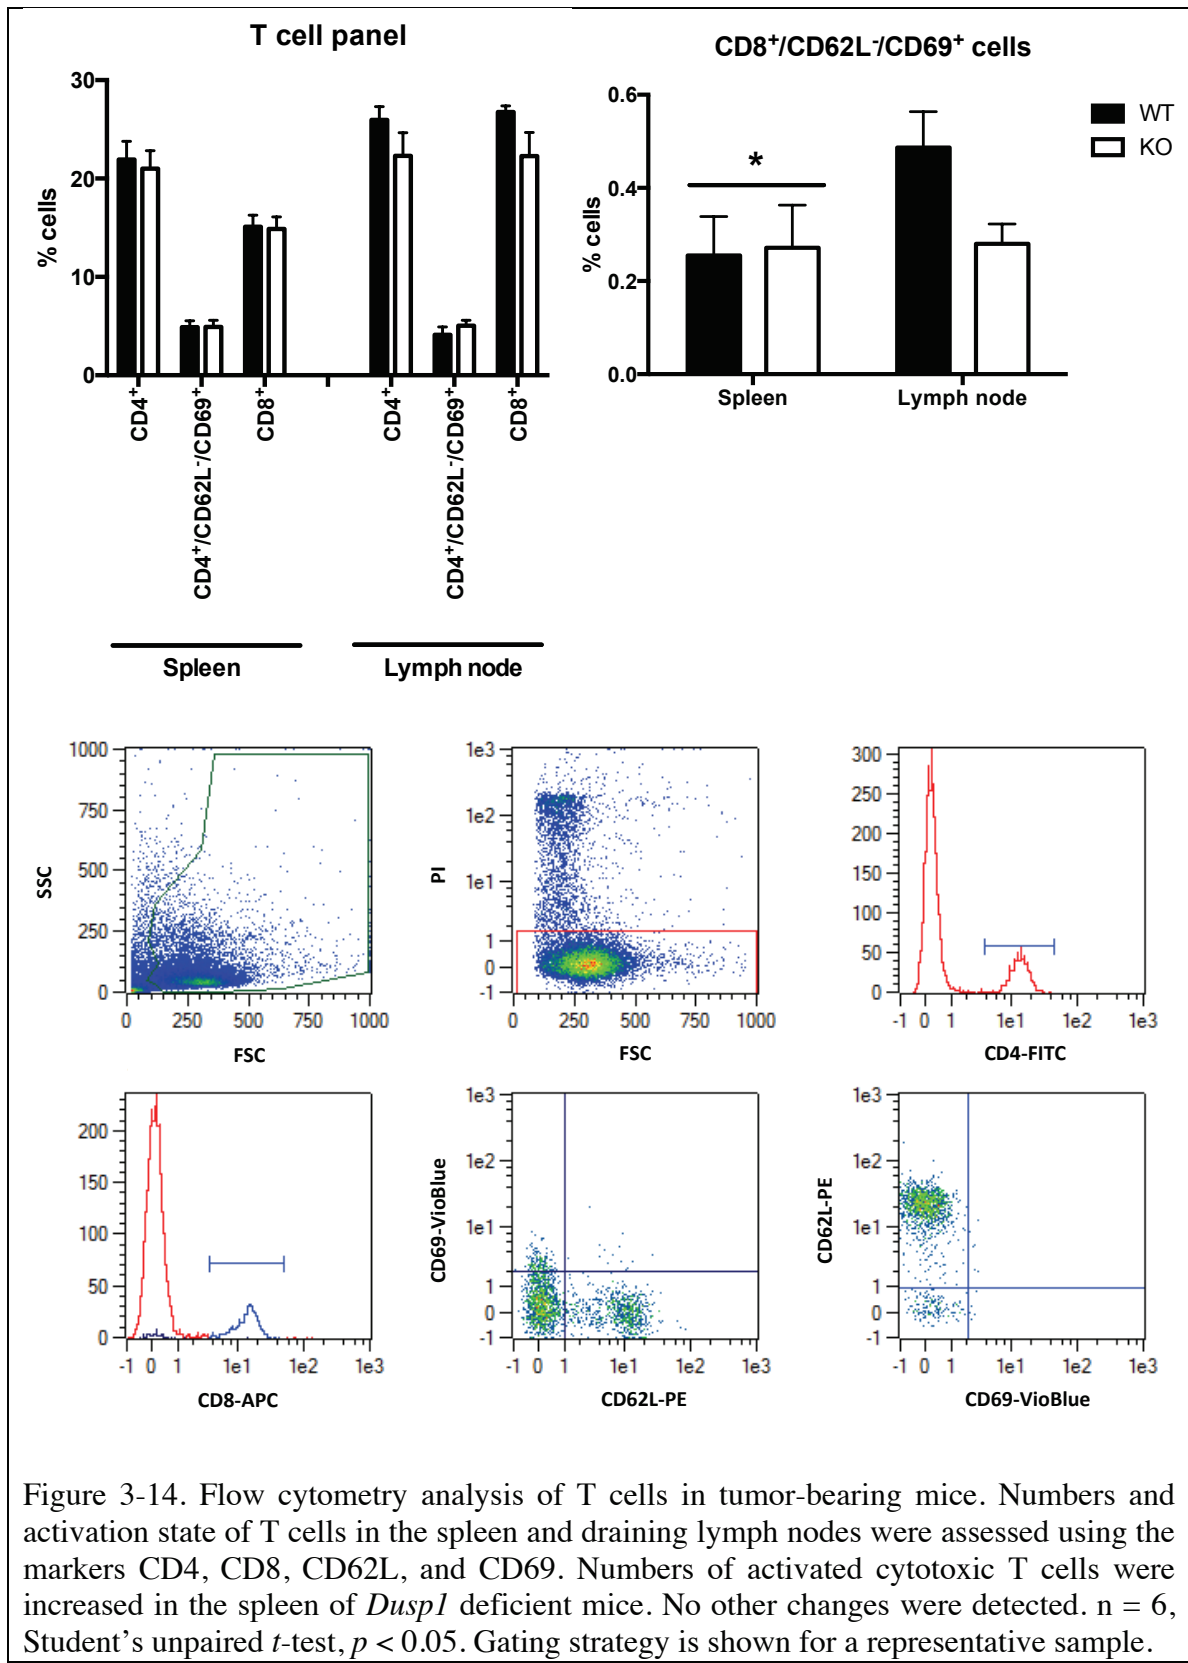 T cell panel
30
20
10
0
% cells
CD4⁺
CD4⁺/CD62L⁻/CD69⁺
CD8⁺
CD4⁺
CD4⁺/CD62L⁻/CD69⁺
CD8⁺
Spleen
Lymph node
CD8⁺/CD62L⁻/CD69⁺ cells
0.6
0.4
0.2
0.0
% cells
*
Spleen
Lymph node
WT
KO
1000
750
500
250
0
SSC
0 250 500 750 1000
FSC
1e3
1e2
1e1
1
0
-1
PI
0 250 500 750 1000
FSC
300
250
200
150
100
50
0
-1 0 1 1e1 1e2 1e3
CD4-FITC
200
150
100
50
0
-1 0 1 1e1 1e2 1e3
CD8-APC
1e3
1e2
1e1
1
0
-1
CD69-VioBlue
-1 0 1 1e1 1e2 1e3
CD62L-PE
1e3
1e2
1e1
1
0
-1
CD62L-PE
-1 0 1 1e1 1e2 1e3
CD69-VioBlue
Figure 3-14. Flow cytometry analysis of T cells in tumor-bearing mice. Numbers and
activation state of T cells in the spleen and draining lymph nodes were assessed using the
markers CD4, CD8, CD62L, and CD69. Numbers of activated cytotoxic T cells were
increased in the spleen of Dusp1 deficient mice. No other changes were detected. n = 6,
Student's unpaired t-test, p < 0.05. Gating strategy is shown for a representative sample.